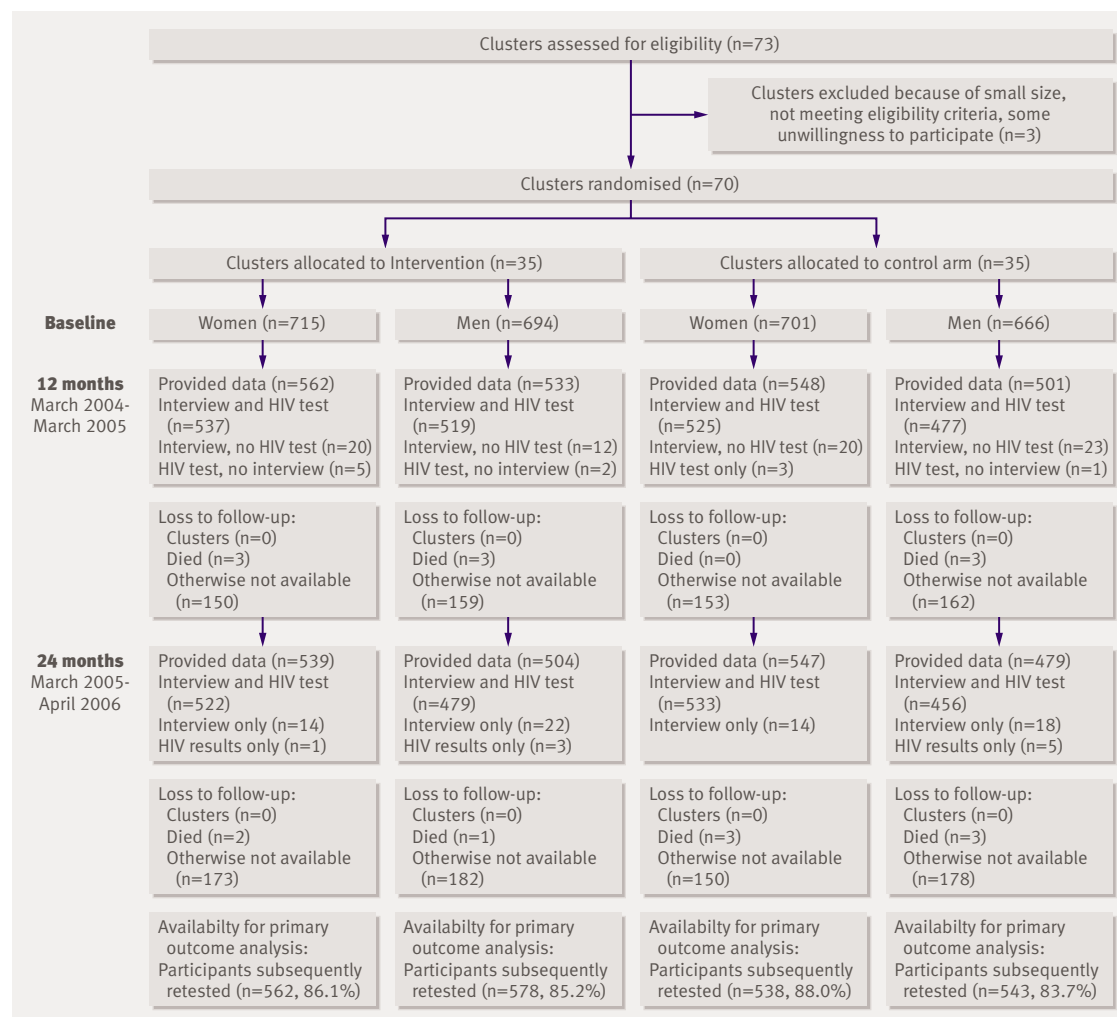 Clusters assessed for eligibility (n=73)
Clusters excluded because of small size,
not meeting eligibility criteria, some
unwillingness to participate (n=3)
Clusters randomised (n=70)
Clusters allocated to Intervention (n=35)
Clusters allocated to control arm (n=35)
Baseline
Women (n=715)
Men (n=694)
Women (n=701)
Men (n=666)
12 months
March 2004-
March 2005
Provided data (n=562)
Interview and HIV test
(n=537)
Interview, no HIV test (n=20)
HIV test, no interview (n=5)
Provided data (n=533)
Interview and HIV test
(n=519)
Interview, no HIV test (n=12)
HIV test, no interview (n=2)
Provided data (n=548)
Interview and HIV test
(n=525)
Interview, no HIV test (n=20)
HIV test only (n=3)
Provided data (n=501)
Interview and HIV test
(n=477)
Interview, no HIV test (n=23)
HIV test, no interview (n=1)
Loss to follow-up:
Clusters (n=0)
Died (n=3)
Otherwise not available
(n=150)
Loss to follow-up:
Clusters (n=0)
Died (n=3)
Otherwise not available
(n=159)
Loss to follow-up:
Clusters (n=0)
Died (n=0)
Otherwise not available
(n=153)
Loss to follow-up:
Clusters (n=0)
Died (n=3)
Otherwise not available
(n=162)
24 months
March 2005-
April 2006
Provided data (n=539)
Interview and HIV test
(n=522)
Interview only (n=14)
HIV results only (n=1)
Provided data (n=504)
Interview and HIV test
(n=479)
Interview only (n=22)
HIV results only (n=3)
Provided data (n=547)
Interview and HIV test
(n=533)
Interview only (n=14)
Provided data (n=479)
Interview and HIV test
(n=456)
Interview only (n=18)
HIV results only (n=5)
Loss to follow-up:
Clusters (n=0)
Died (n=2)
Otherwise not available
(n=173)
Loss to follow-up:
Clusters (n=0)
Died (n=1)
Otherwise not available
(n=182)
Loss to follow-up:
Clusters (n=0)
Died (n=3)
Otherwise not available
(n=150)
Loss to follow-up:
Clusters (n=0)
Died (n=3)
Otherwise not available
(n=178)
Availabilty for primary
outcome analysis:
Participants subsequently
retested (n=562, 86.1%)
Availabilty for primary
outcome analysis:
Participants subsequently
retested (n=578, 85.2%)
Availabilty for primary
outcome analysis:
Participants subsequently
retested (n=538, 88.0%)
Availabilty for primary
outcome analysis:
Participants subsequently
retested (n=543, 83.7%)